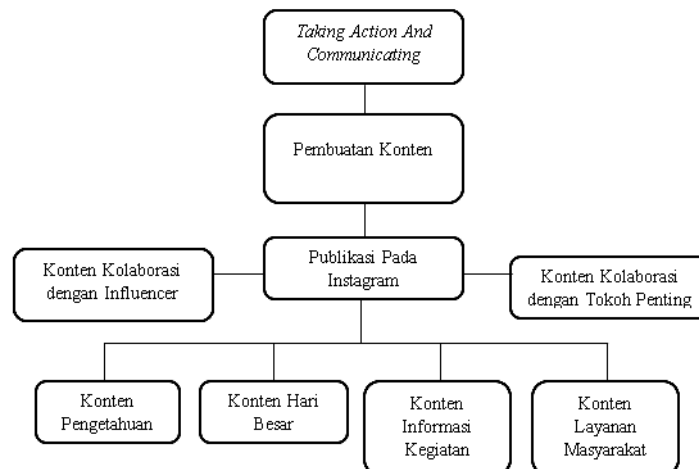 Taking Action And
Communicating
Pembuatan Konten
Publikasi Pada
Instagram
Konten Kolaborasi
dengan Influencer
Konten Kolaborasi
dengan Tokoh Penting
Konten
Pengetahuan
Konten Hari
Besar
Konten
Informasi
Kegiatan
Konten
Layanan
Masyarakat